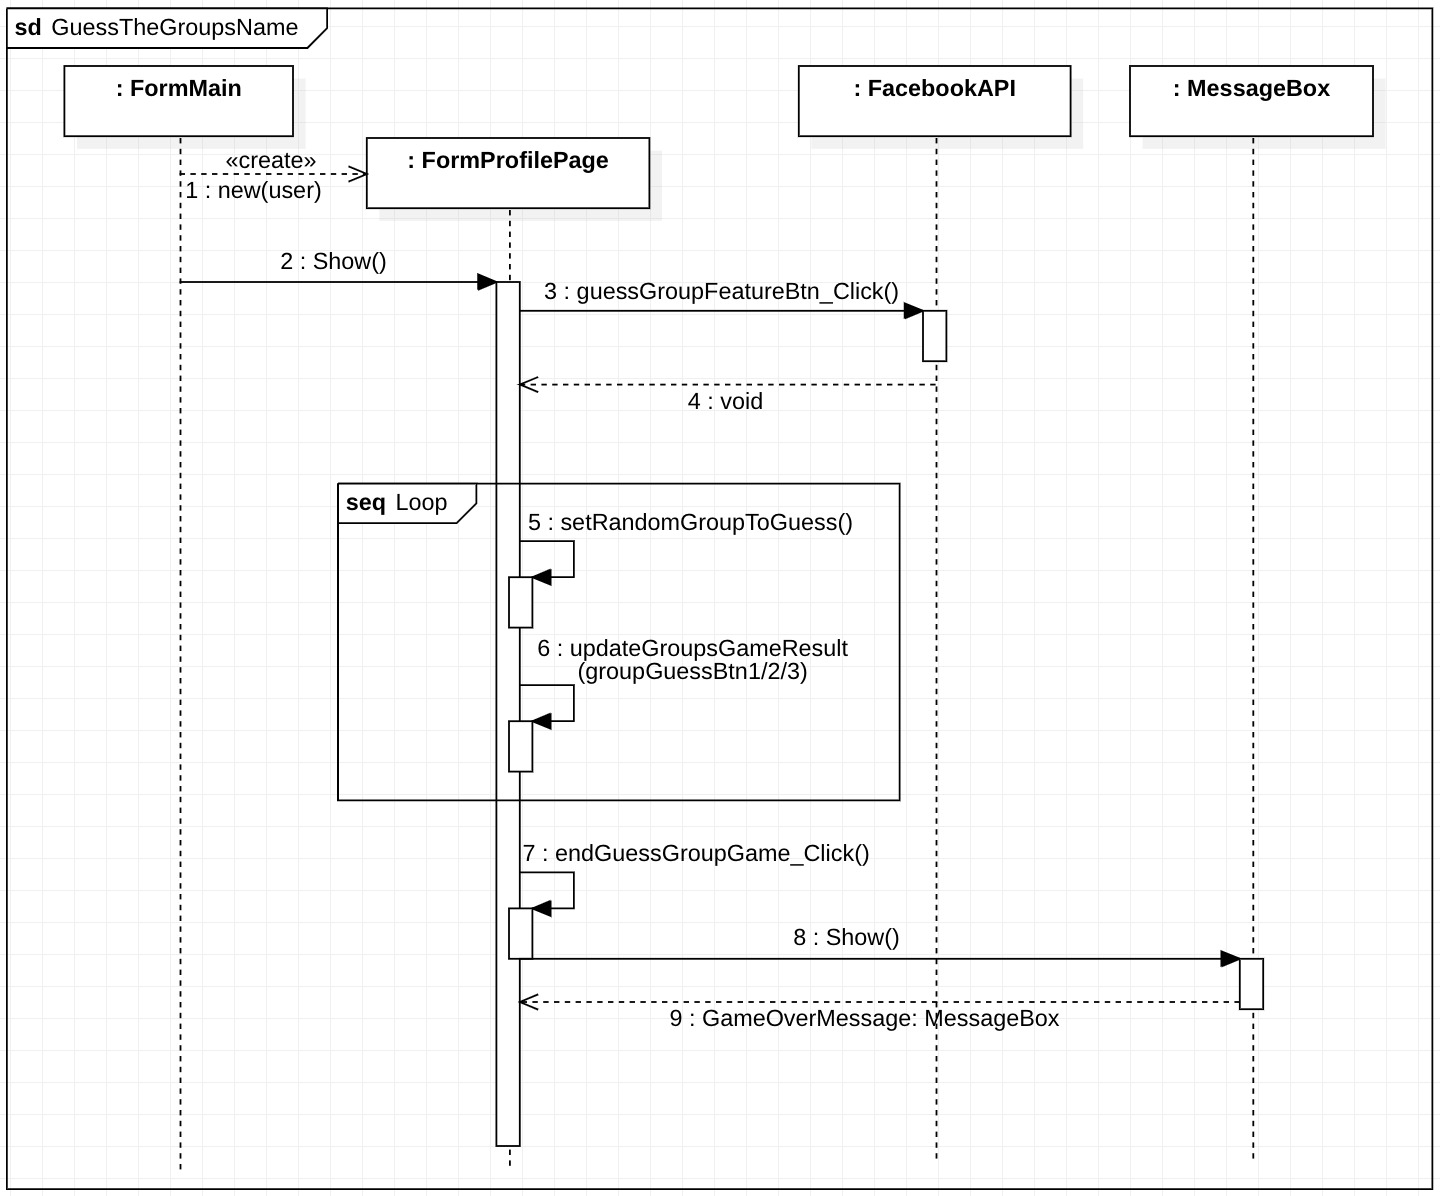 sd GuessTheGroupsName
: FormMain
: FacebookAPI
: MessageBox
«create»
: FormProfilePage
1 : new(user)
2 : Show()
3 : guessGroupFeatureBtn_Click()
4 : void
seq Loop
5 : setRandomGroupToGuess()
6 : updateGroupsGameResult
(groupGuessBtn1/2/3)
7 : endGuessGroupGame_Click()
8 : Show()
9 : GameOverMessage: MessageBox